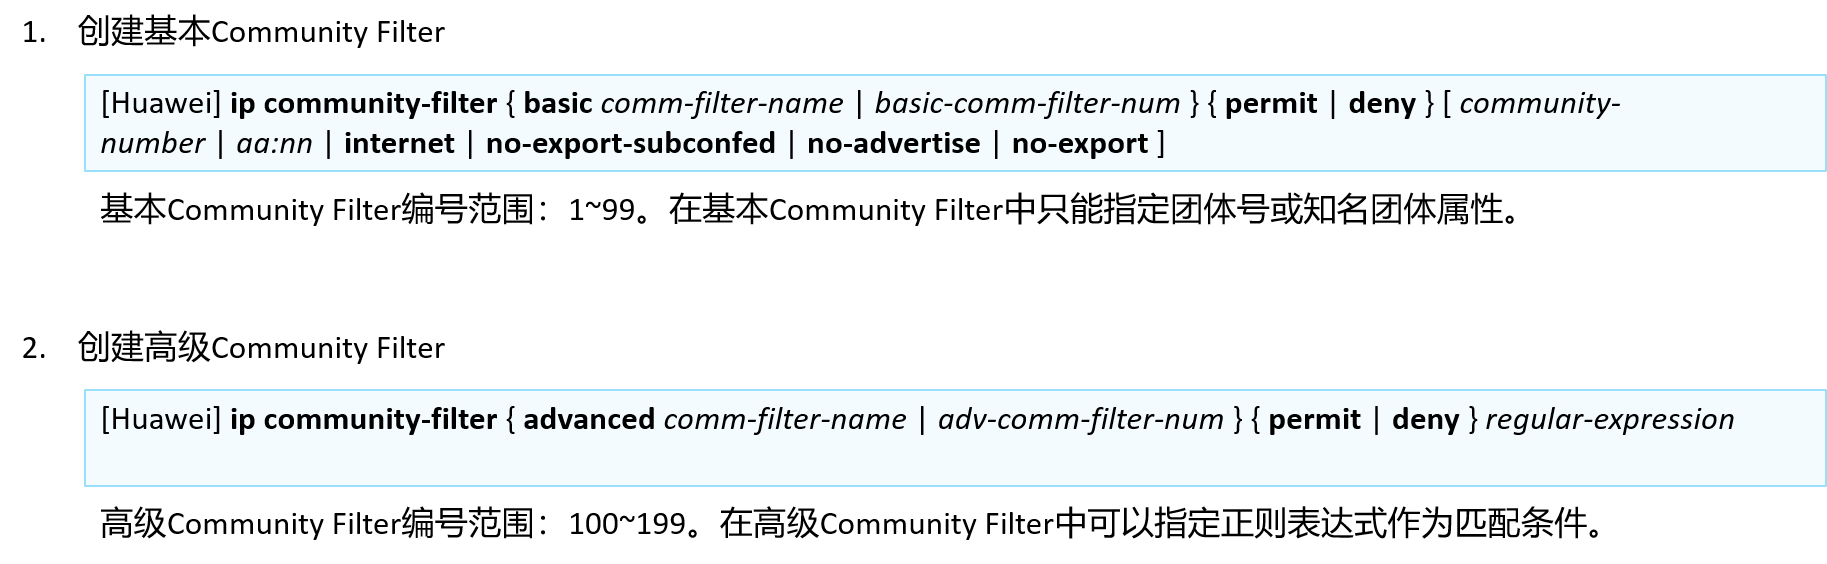 1. 创建基本Community Filter
[Huawei] ip community-filter { basic comm-filter-name | basic-comm-filter-num } { permit | deny } [ community-
number | aa:nn | internet | no-export-subconfed | no-advertise | no-export ]
基本Community Filter编号范围：1~99。在基本Community Filter中只能指定团体号或知名团体属性。
2. 创建高级Community Filter
[Huawei] ip community-filter { advanced comm-filter-name | adv-comm-filter-num } { permit | deny } regular-expression
高级Community Filter编号范围：100~199。在高级Community Filter中可以指定正则表达式作为匹配条件。